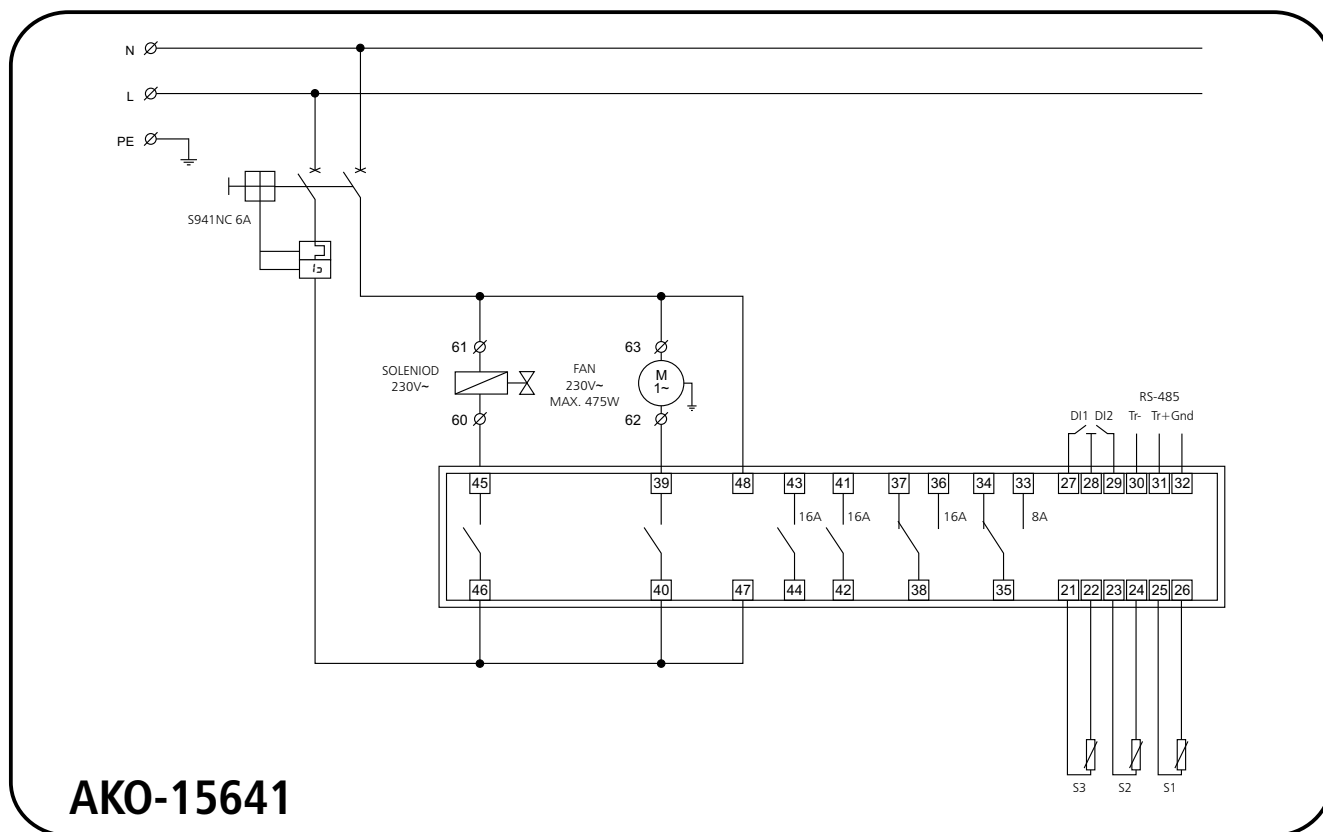 N
L
PE
S941NC 6A
61
SOLENIOD
230V~
60
63
FAN
230V~
MAX. 475W
M
1~
62
RS-485
DI1 DI2 Tr- Tr+ Gnd
45 39 48 43 41 37 36 34 33 27 28 29 30 31 32
16A 16A 16A 8A
46 40 47 44 42 38 35 21 22 23 24 25 26
S3 S2 S1
AKO-15641